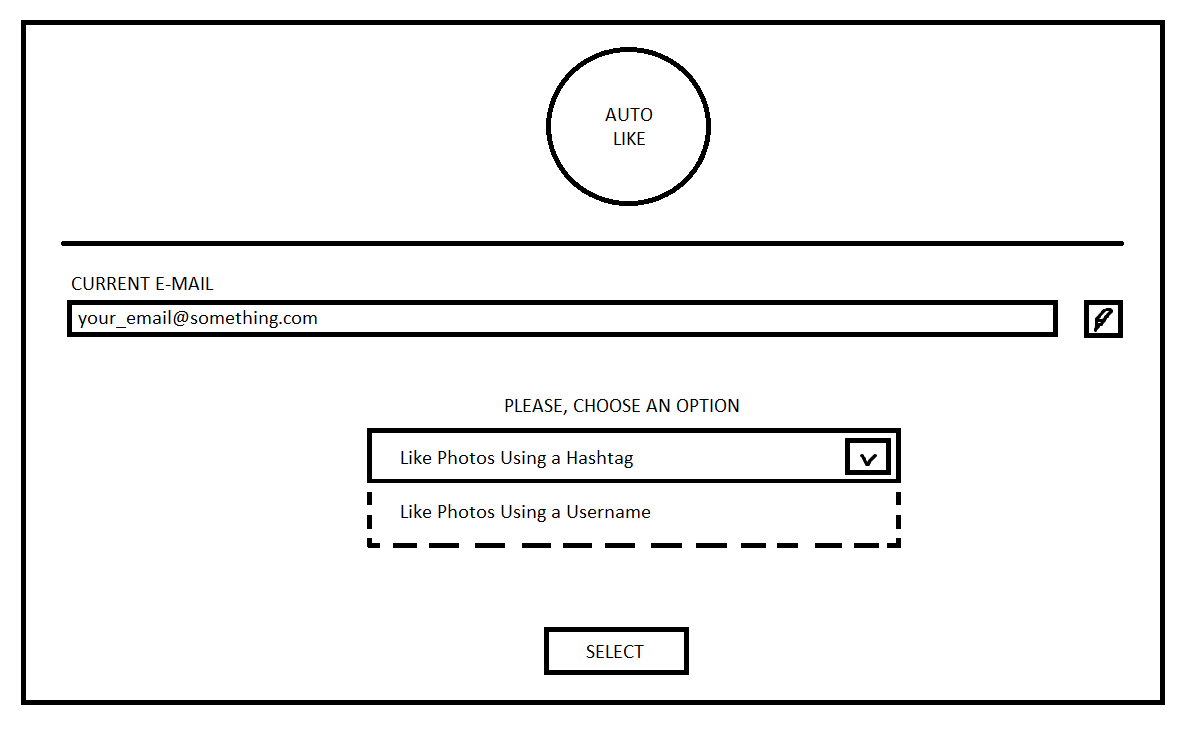 AUTO
LIKE
CURRENT E-MAIL
your_email@something.com
PLEASE, CHOOSE AN OPTION
Like Photos Using a Hashtag
Like Photos Using a Username
SELECT